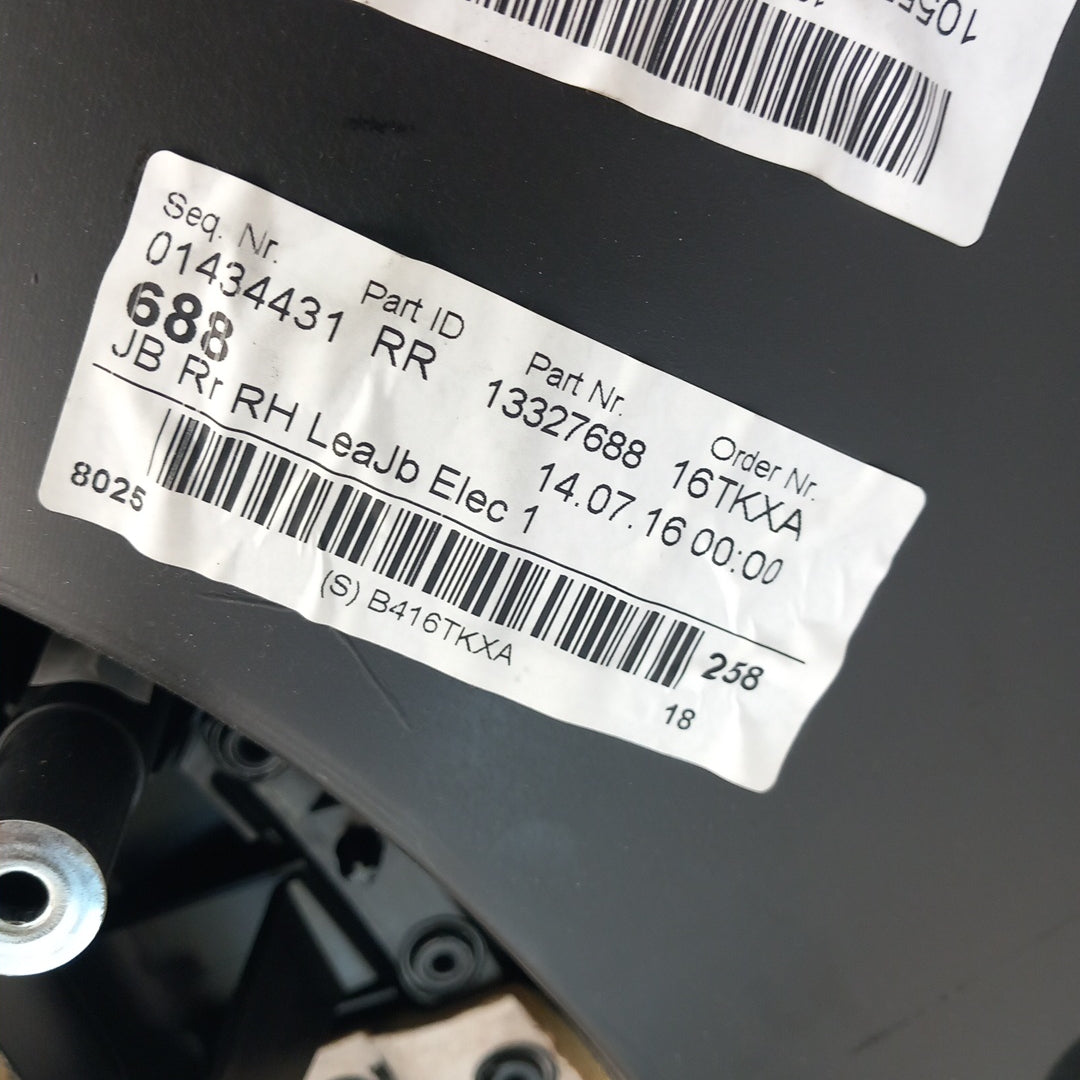 Seq. Nr. Part ID Part Nr. Order Nr.
01434431 RR 13327688 16TKXA
688 14.07.16 00:00
JB Rr RH LeaJb Elec 1
8025
258
(S) B416TKXA
18